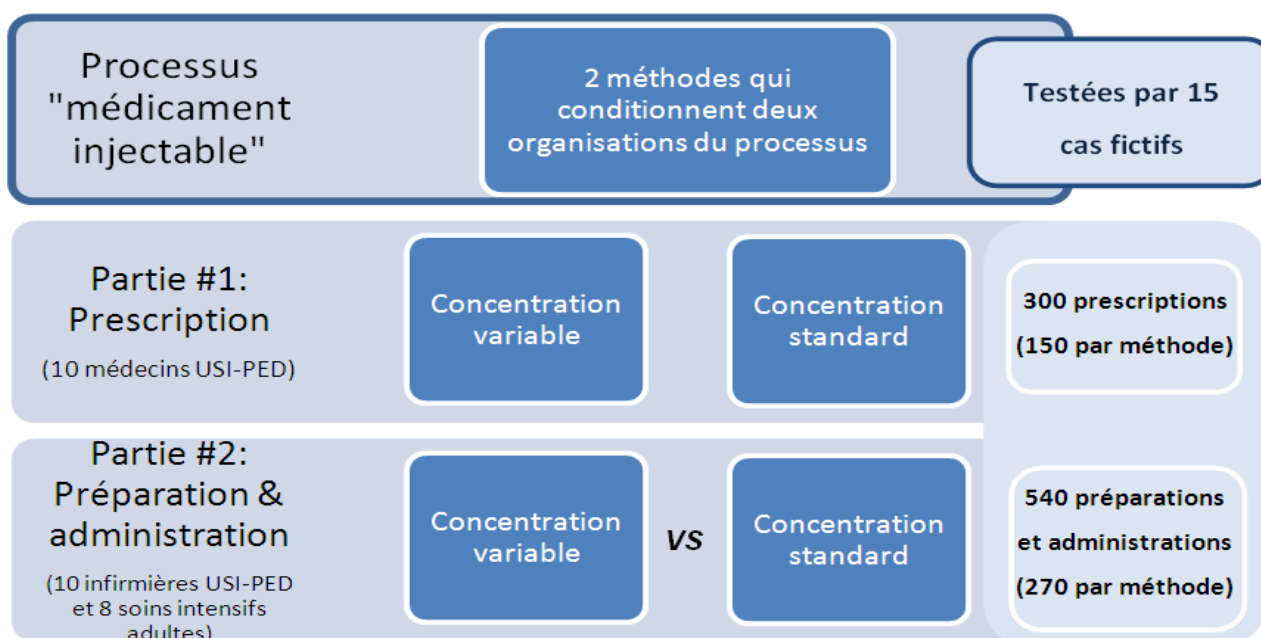 Processus
"médicament
injectable"
2 méthodes qui
conditionnent deux
organisations du processus
Testées par 15
cas fictifs
Partie #1:
Prescription
(10 médecins USI-PED)
Concentration
variable
Concentration
standard
300 prescriptions
(150 par méthode)
Partie #2:
Préparation &
administration
(10 infirmières USI-PED
et 8 soins intensifs
adultes)
Concentration
variable
VS
Concentration
standard
540 préparations
et administrations
(270 par méthode)